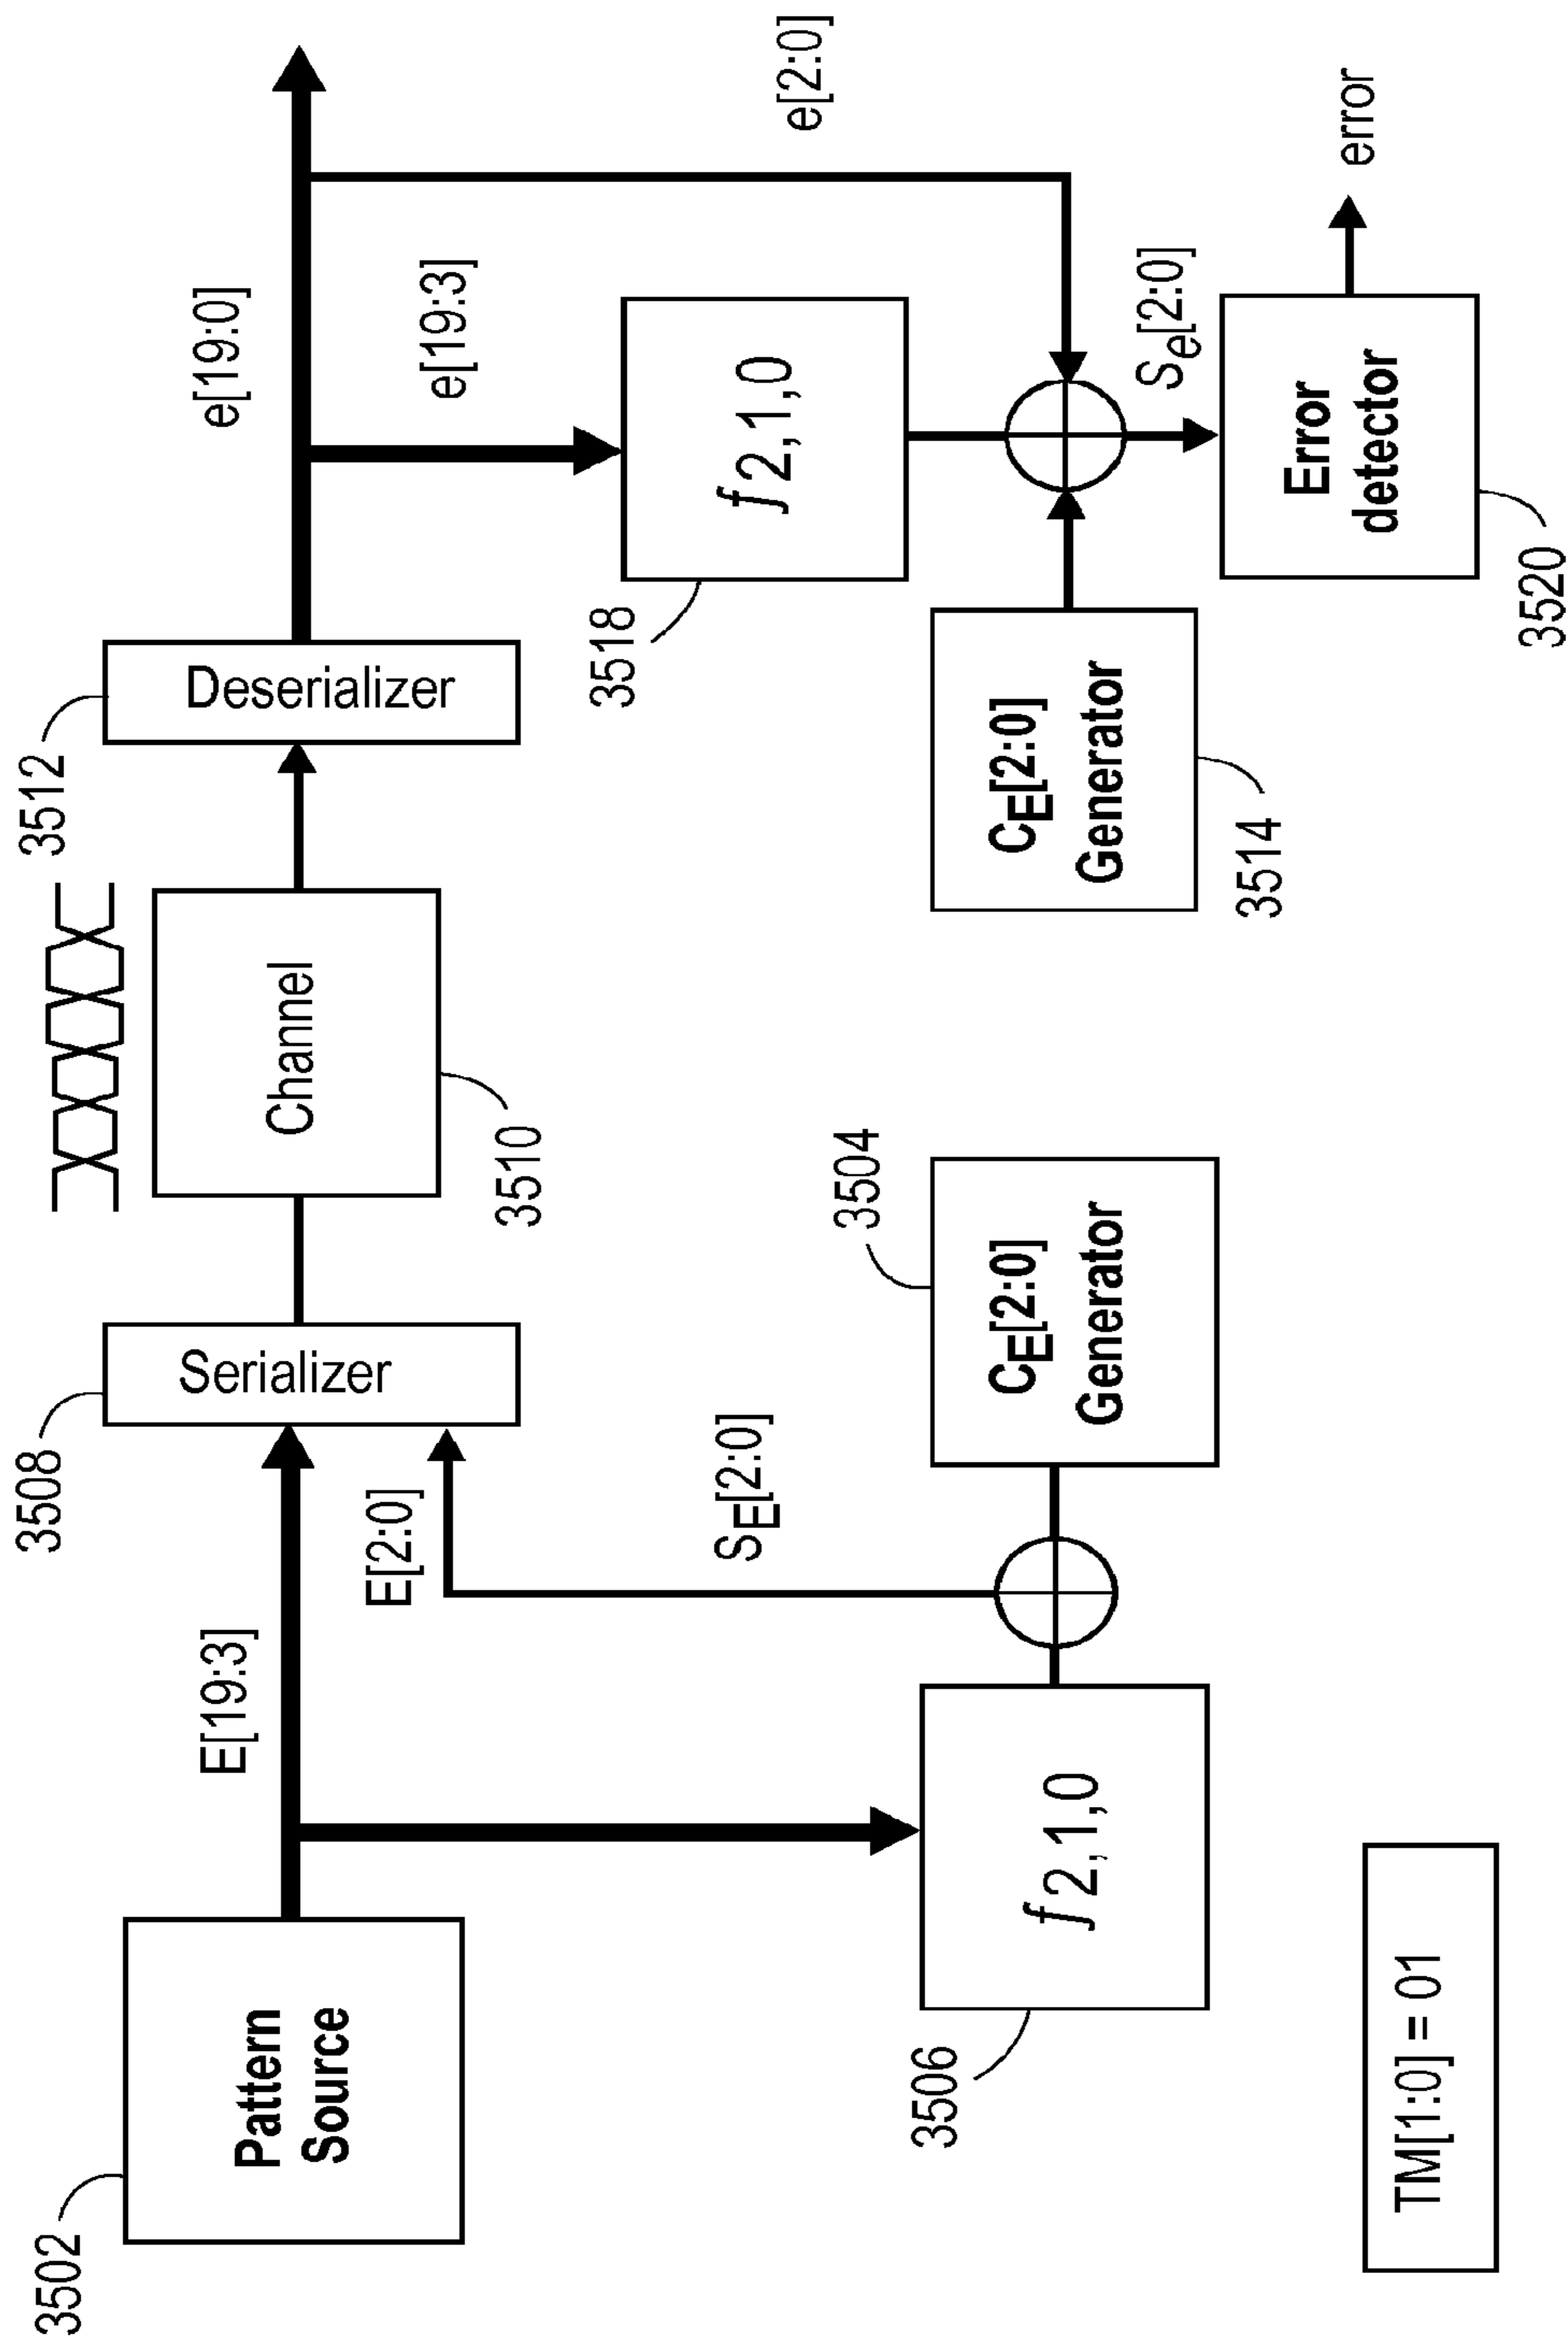 3502
Pattern
Source
E[19:3]
3508
Serializer
E[2:0]
Channel
3510
3512
Deserializer
e[19:0]
e[19:3]
e[2:0]
3506
f2,1,0
SE[2:0]
3504
CE[2:0]
Generator
3518
f2,1,0
3514
CE[2:0]
Generator
Se[2:0]
Error
detector
3520
error
TM[1:0] = 01